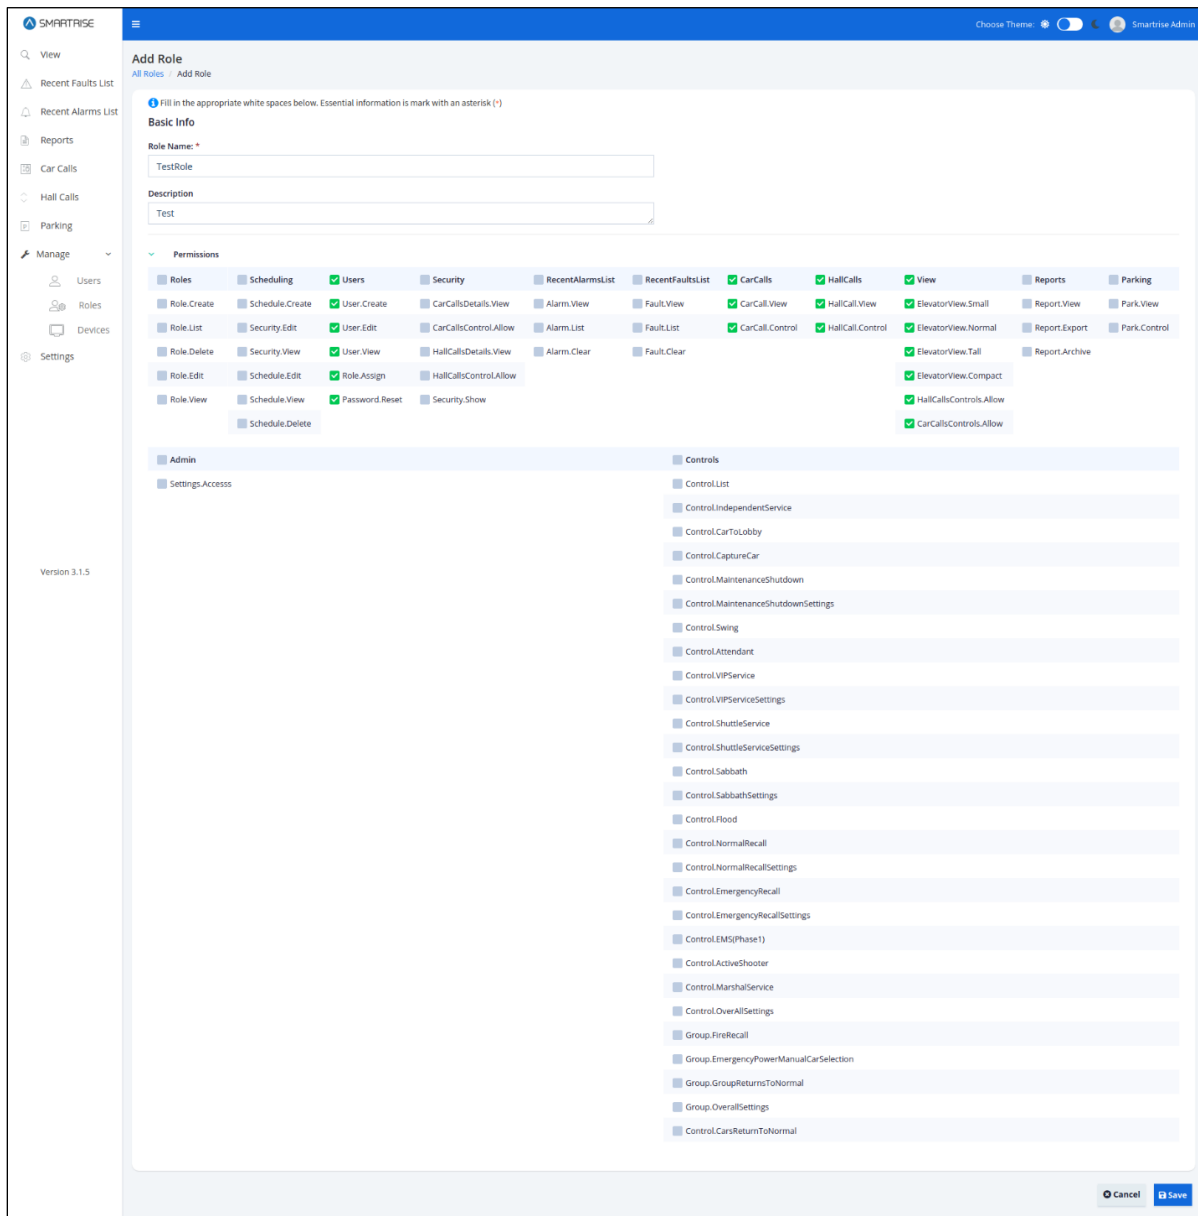 SMARTRISE
Choose Theme:
Smartrise Admin
View
Recent Faults List
Recent Alarms List
Reports
Car Calls
Hall Calls
Parking
Manage
Users
Roles
Devices
Settings
Version 3.1.5
Add Role
All Roles / Add Role
Fill in the appropriate white spaces below. Essential information is mark with an asterisk (*)
Basic Info
Role Name: *
TestRole
Description
Test
Permissions
Roles Scheduling Users Security RecentAlarmsList RecentFaultsList CarCalls HallCalls View Reports Parking
Role.Create Schedule.Create User.Create CarCallsDetails.View Alarm.View Fault.View CarCall.View HallCall.View ElevatorView.Small Report.View Park.View
Role.List Security.Edit User.Edit CarCallsControl.Allow Alarm.List Fault.List CarCall.Control HallCall.Control ElevatorView.Normal Report.Export Park.Control
Role.Delete Security.View User.View HallCallsDetails.View Alarm.Clear Fault.Clear ElevatorView.Tall Report.Archive
Role.Edit Schedule.Edit Role.Assign HallCallsControl.Allow ElevatorView.Compact
Role.View Schedule.View Password.Reset Security.Show HallCallsControls.Allow
Schedule.Delete CarCallsControls.Allow
Admin Controls
Settings.Accesss Control.List
Control.IndependentService
Control.CarToLobby
Control.CaptureCar
Control.MaintenanceShutdown
Control.MaintenanceShutdownSettings
Control.Swing
Control.Attendant
Control.VIPService
Control.VIPServiceSettings
Control.ShuttleService
Control.ShuttleServiceSettings
Control.Sabbath
Control.SabbathSettings
Control.Flood
Control.NormalRecall
Control.NormalRecallSettings
Control.EmergencyRecall
Control.EmergencyRecallSettings
Control.EMS(Phase1)
Control.ActiveShooter
Control.MarshalService
Control.OverAllSettings
Group.FireRecall
Group.EmergencyPowerManualCarSelection
Group.GroupReturnsToNormal
Group.OverallSettings
Control.CarsReturnToNormal
Cancel Save